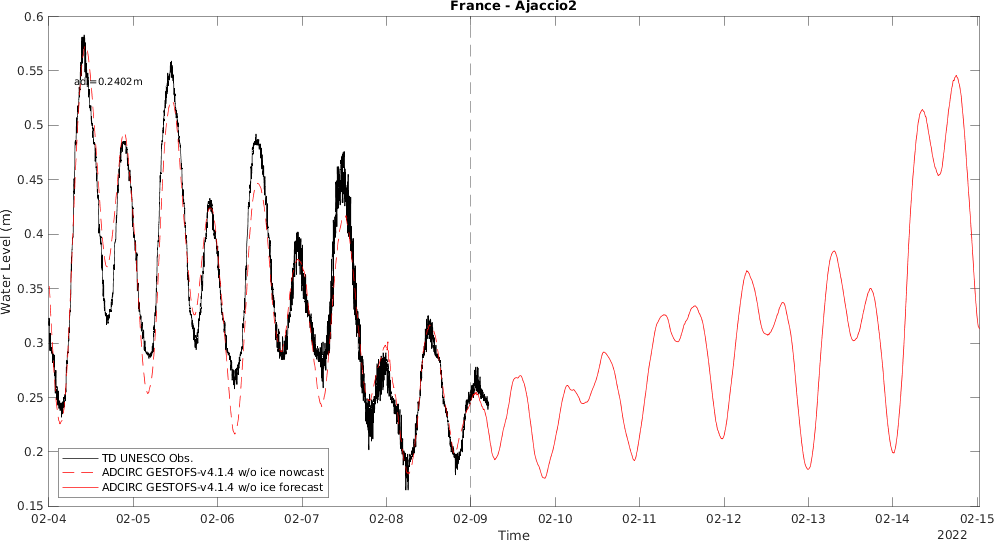 France - Ajaccio2
0.6
0.55
0.5
0.45
0.4
0.35
0.3
0.25
0.2
0.15
Water Level (m)
=0.2402m
TD UNESCO Obs.
ADCIRC GESTOFS-v4.1.4 w/o ice nowcast
ADCIRC GESTOFS-v4.1.4 w/o ice forecast
02-04 02-05 02-06 02-07 02-08 02-09 02-10 02-11 02-12 02-13 02-14 02-15
Time
2022